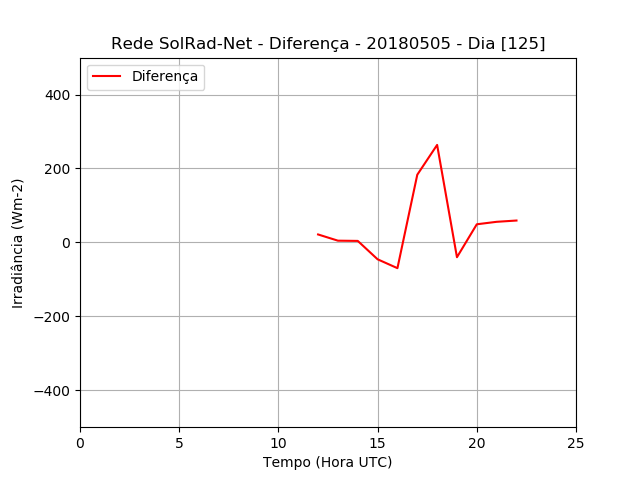 Rede SolRad-Net - Diferença - 20180505 - Dia [125]
Diferença
400
200
0
−200
−400
Irradiância (Wm-2)
0 5 10 15 20 25
Tempo (Hora UTC)